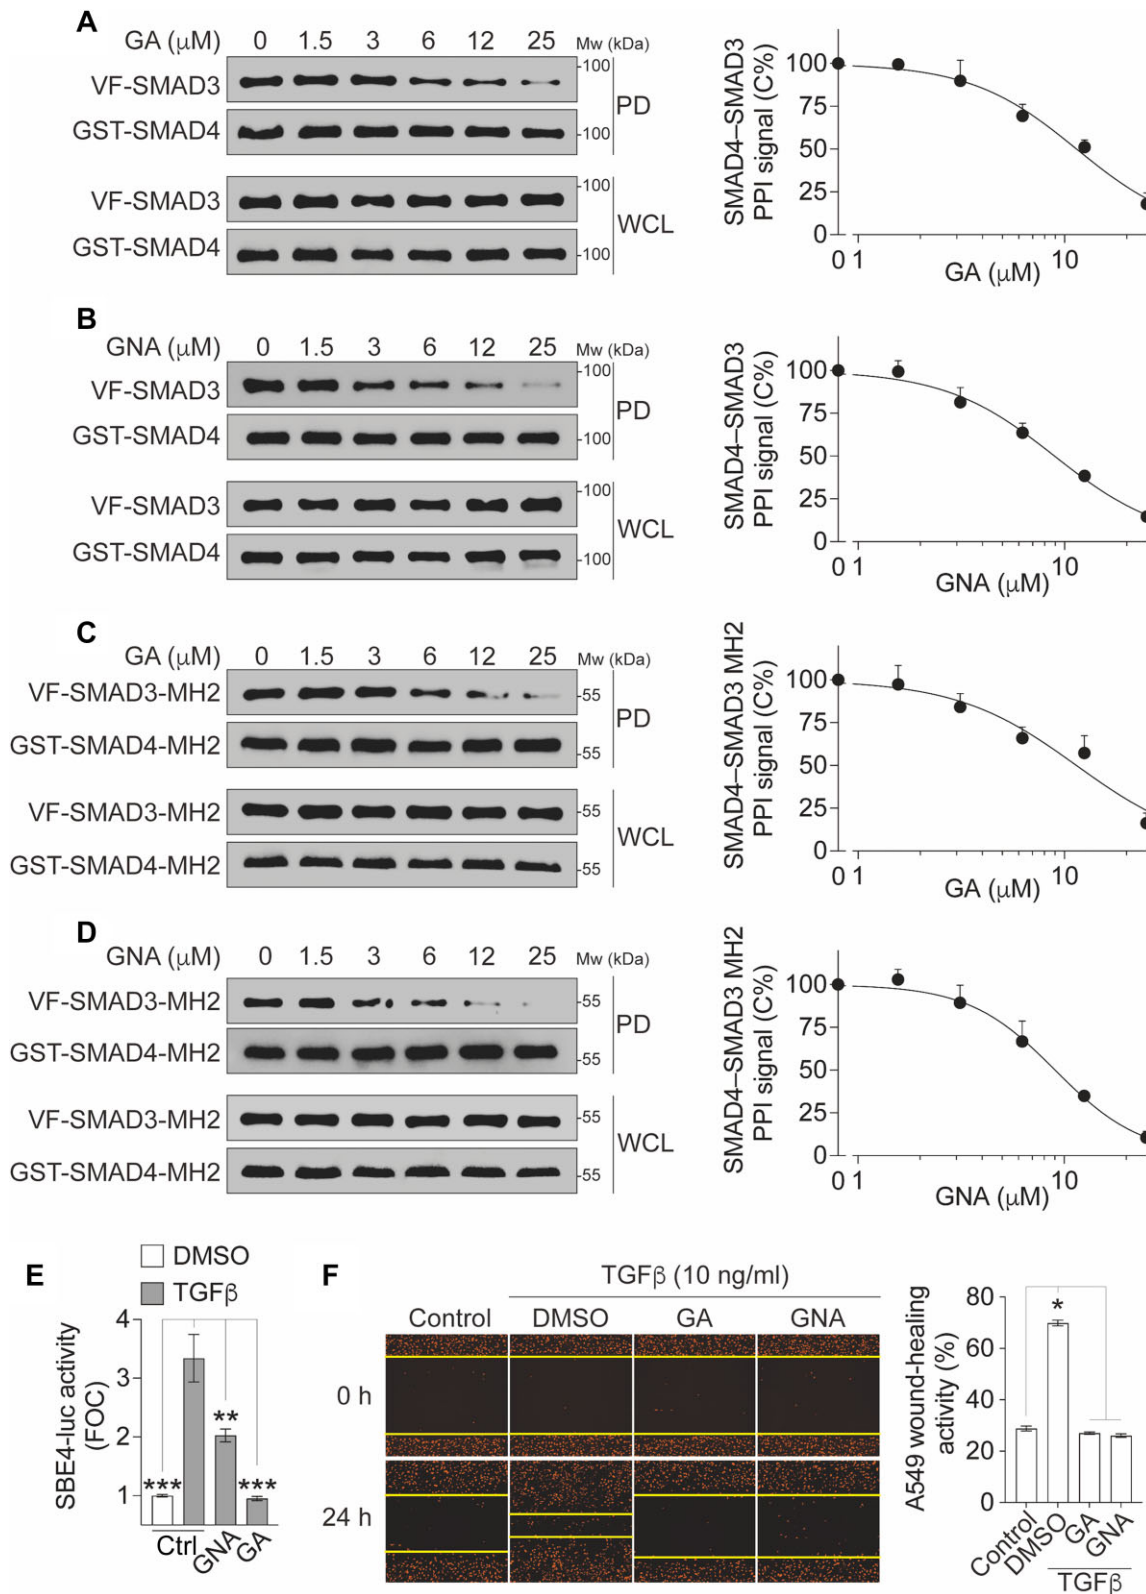 A
GA (μM) 0 1.5 3 6 12 25 Mw (kDa)
VF-SMAD3
100
GST-SMAD4
100
PD
VF-SMAD3
100
GST-SMAD4
100
WCL
SMAD4–SMAD3
PPI signal (C%)
100
75
50
25
0
0 1 10
GA (μM)
B
GNA (μM) 0 1.5 3 6 12 25 Mw (kDa)
VF-SMAD3
100
GST-SMAD4
100
PD
VF-SMAD3
100
GST-SMAD4
100
WCL
SMAD4–SMAD3
PPI signal (C%)
100
75
50
25
0
0 1 10
GNA (μM)
C
GA (μM) 0 1.5 3 6 12 25 Mw (kDa)
VF-SMAD3-MH2
55
GST-SMAD4-MH2
55
PD
VF-SMAD3-MH2
55
GST-SMAD4-MH2
55
WCL
SMAD4–SMAD3 MH2
PPI signal (C%)
100
75
50
25
0
0 1 10
GA (μM)
D
GNA (μM) 0 1.5 3 6 12 25 Mw (kDa)
VF-SMAD3-MH2
55
GST-SMAD4-MH2
55
PD
VF-SMAD3-MH2
55
GST-SMAD4-MH2
55
WCL
SMAD4–SMAD3 MH2
PPI signal (C%)
100
75
50
25
0
0 1 10
GNA (μM)
E
DMSO
TGFβ
SBE4-luc activity
(FOC)
4
3
2
1
***
**
***
Ctrl GNA GA
F
TGFβ (10 ng/ml)
Control DMSO GA GNA
0 h
24 h
A549 wound-healing
activity (%)
80
60
40
20
0
*
Control DMSO GA GNA
TGFβ